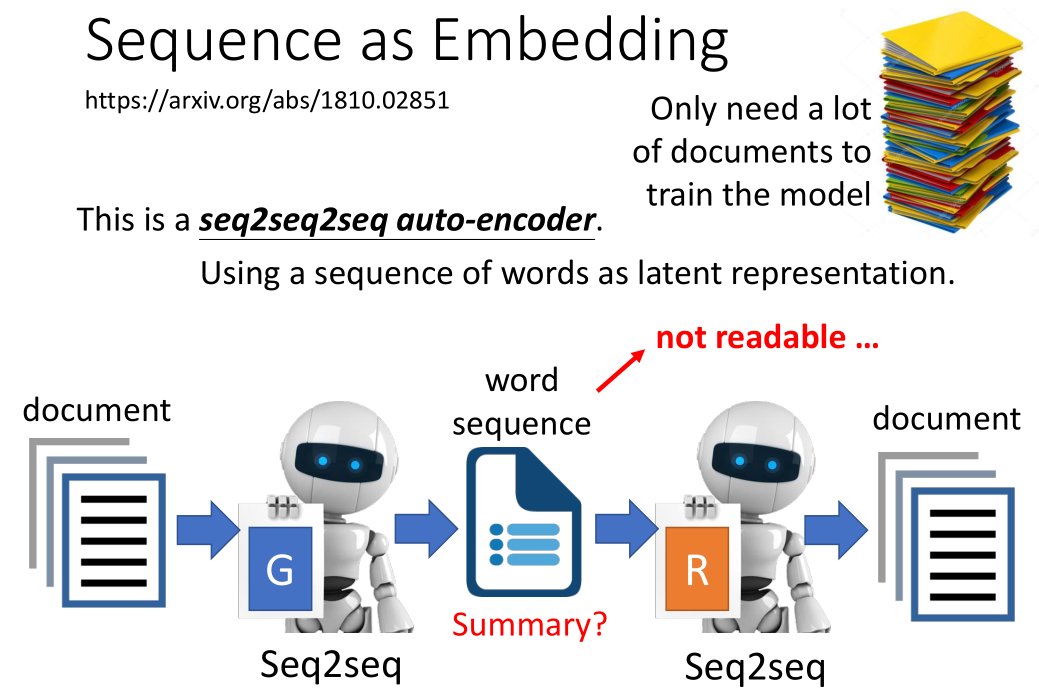 Sequence as Embedding
https://arxiv.org/abs/1810.02851
Only need a lot
of documents to
train the model
This is a seq2seq2seq auto-encoder.
Using a sequence of words as latent representation.
not readable …
word
sequence
document
document
G
R
Summary?
Seq2seq
Seq2seq